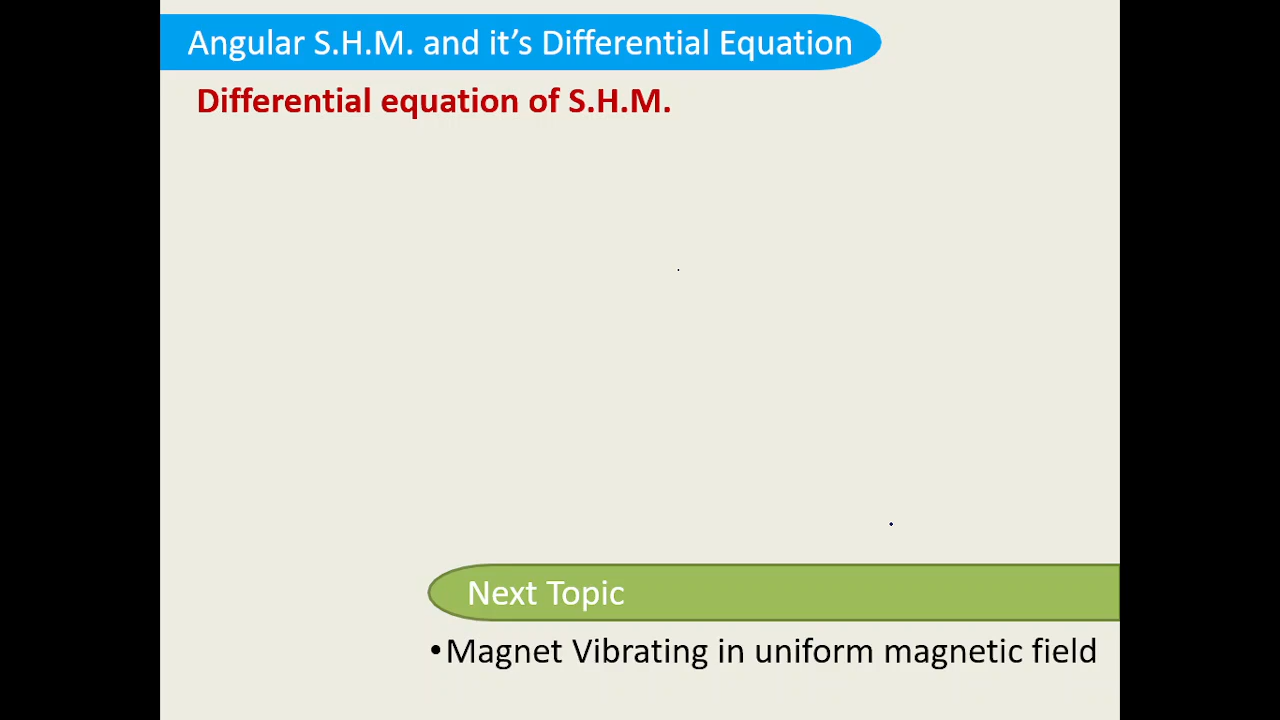 Angular S.H.M. and it’s Differential Equation
Differential equation of S.H.M.
Next Topic
•Magnet Vibrating in uniform magnetic field